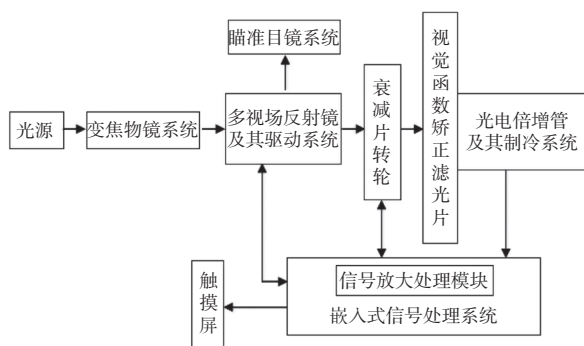 瞄准目镜系统
光源
变焦物镜系统
多视场反射镜
及其驱动系统
衰减片转轮
视觉函数矫正滤光片
光电倍增管
及其制冷系统
信号放大处理模块
嵌入式信号处理系统
触摸屏